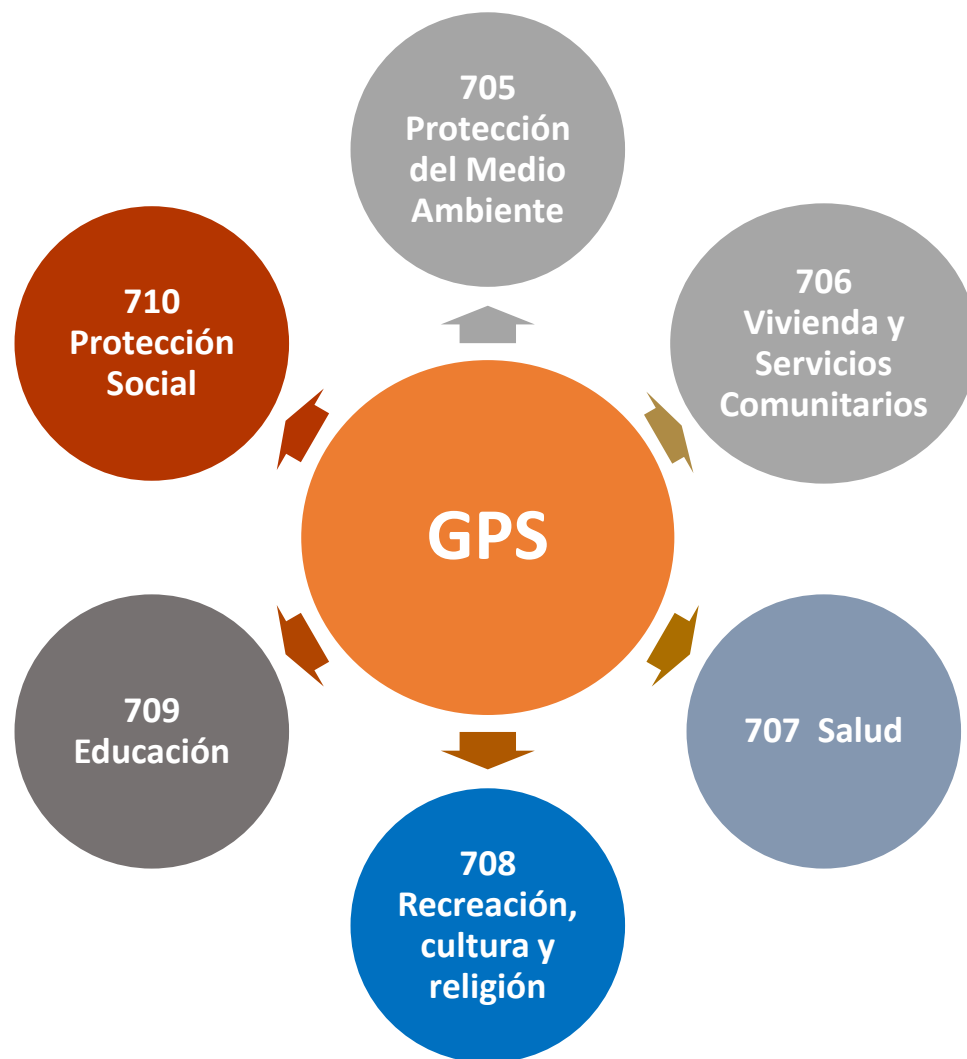 705
Protección
del Medio
Ambiente
710
Protección
Social
706
Vivienda y
Servicios
Comunitarios
GPS
709
Educación
707 Salud
708
Recreación,
cultura y
religión